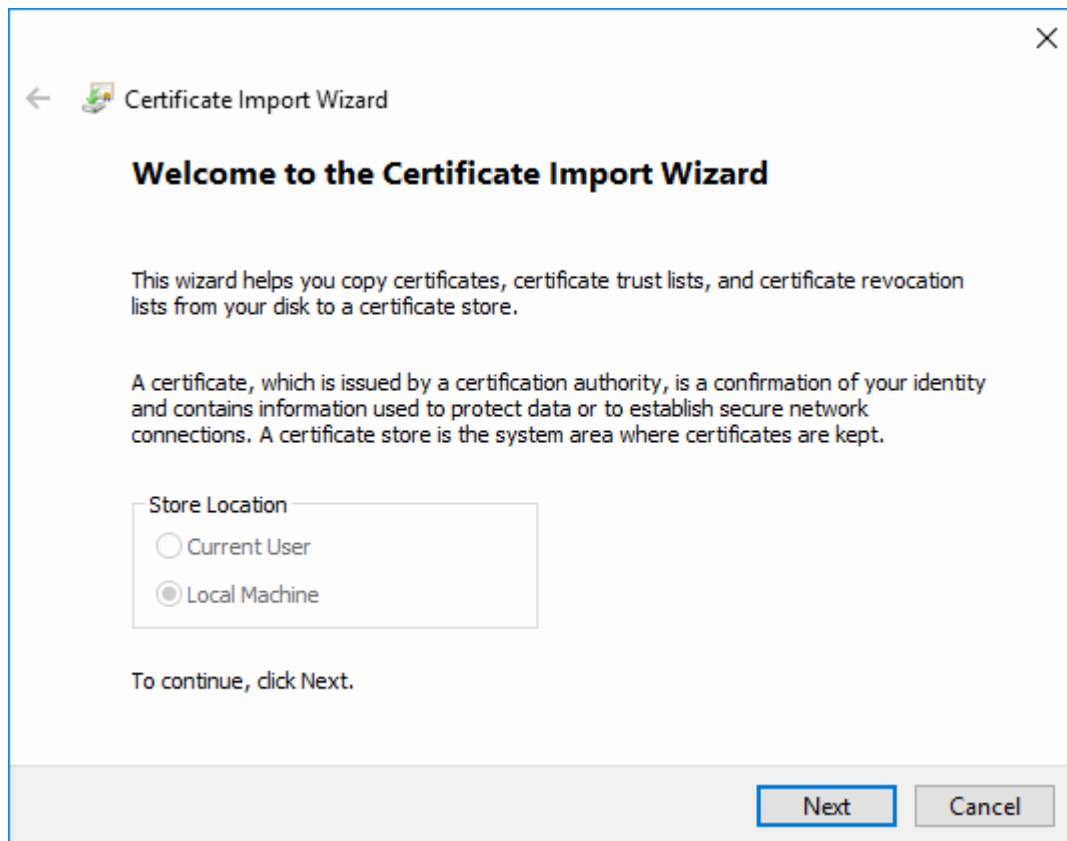 Certificate Import Wizard
Welcome to the Certificate Import Wizard
This wizard helps you copy certificates, certificate trust lists, and certificate revocation
lists from your disk to a certificate store.
A certificate, which is issued by a certification authority, is a confirmation of your identity
and contains information used to protect data or to establish secure network
connections. A certificate store is the system area where certificates are kept.
Store Location
Current User
Local Machine
To continue, click Next.
Next Cancel